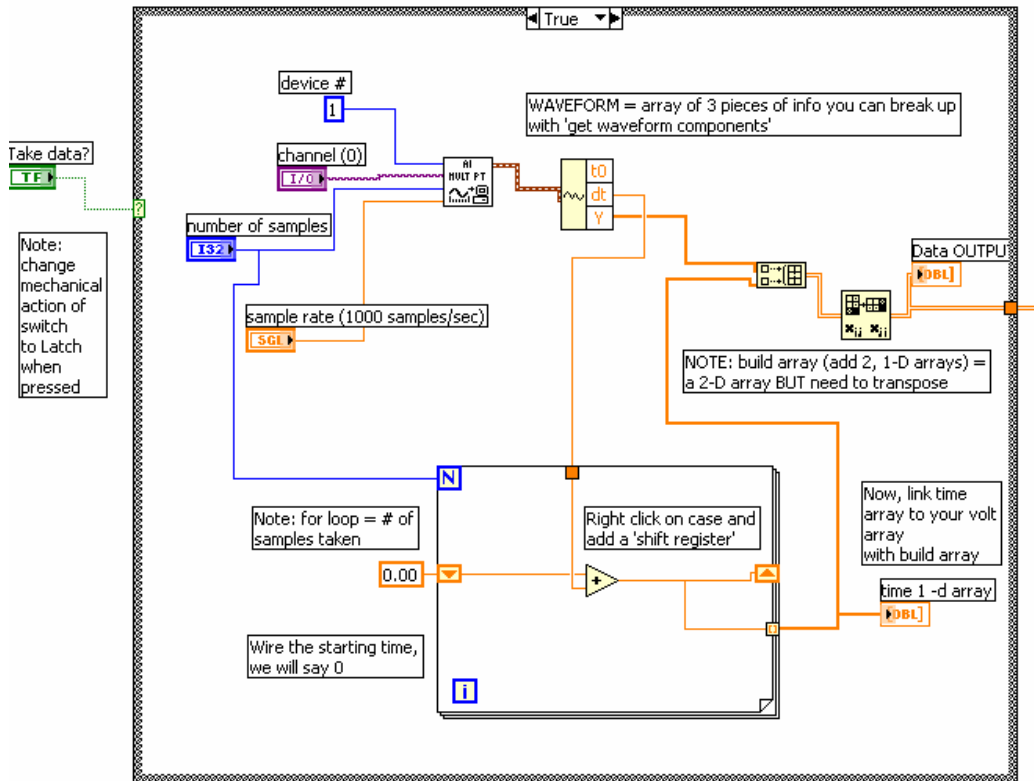 True
device #
1
WAVEFORM = array of 3 pieces of info you can break up
with 'get waveform components'
Take data?
TF
channel (0)
I/O
AI
MULT PT
t0
dt
Y
?
number of samples
I32
Note:
change
mechanical
action of
switch
to Latch
when
pressed
Data OUTPUT
DBL]
sample rate (1000 samples/sec)
SGL
NOTE: build array (add 2, 1-D arrays) =
a 2-D array BUT need to transpose
N
Now, link time
array to your volt
array
with build array
Note: for loop = # of
samples taken
Right click on case and
add a 'shift register'
0.00
+
time 1 -d array
DBL]
Wire the starting time,
we will say 0
i